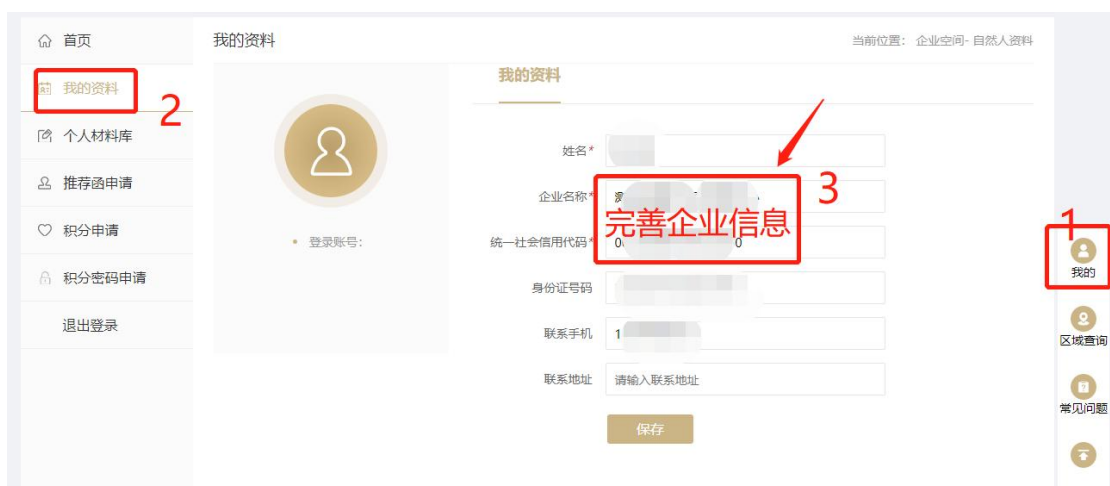 首页
我的资料
个人材料库
推荐函申请
积分申请
积分密码申请
退出登录
2
我的资料
当前位置： 企业空间- 自然人资料
登录账号：
我的资料
姓名*
企业名称*
统一社会信用代码*
完善企业信息
3
身份证号码
联系手机 1
联系地址 请输入联系地址
保存
1
我的
区域查询
常见问题